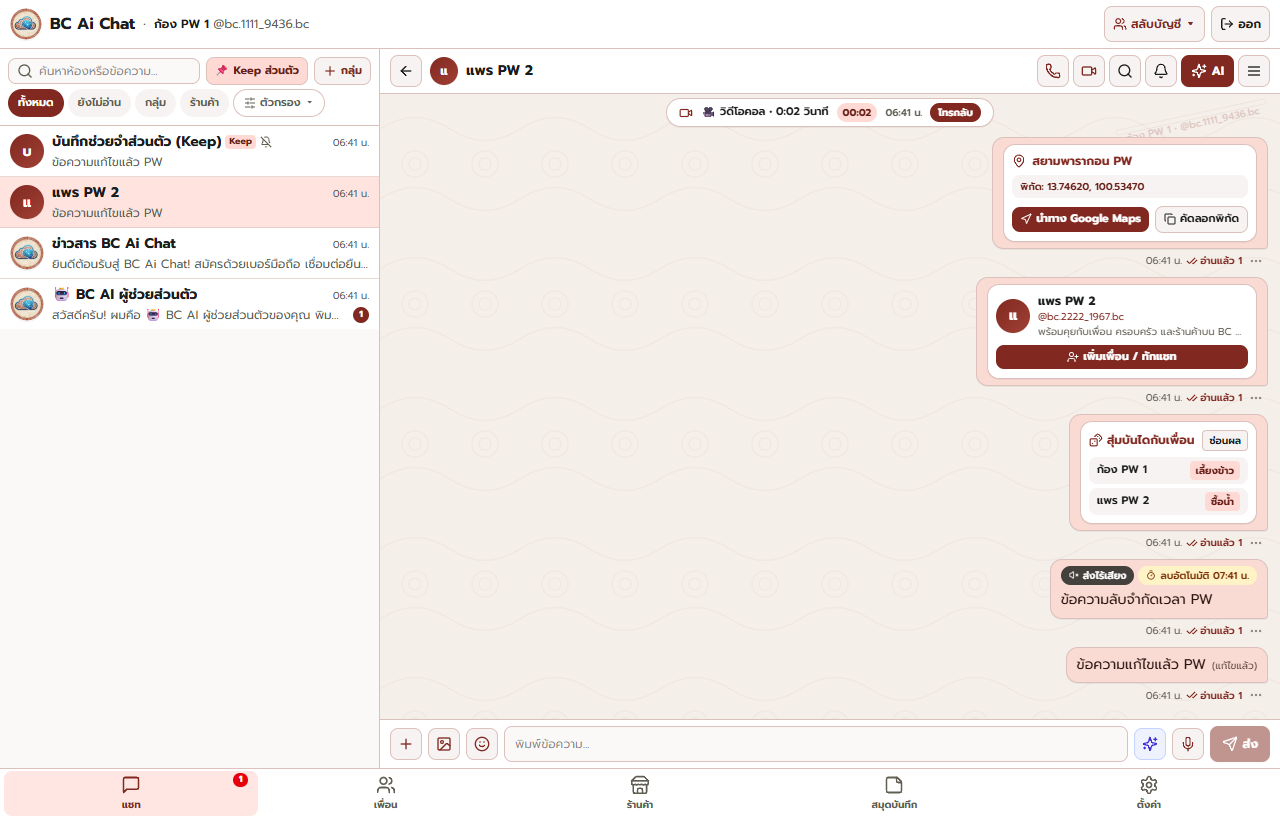 BC Ai Chat · ก้อง PW 1 @bc.1111_9436.bc
สลับบัญชี
ออก
ค้นหาห้องหรือข้อความ...
Keep ส่วนตัว
กลุ่ม
ทั้งหมด
ยังไม่อ่าน
กลุ่ม
ร้านค้า
ตัวกรอง
บ
บันทึกช่วยจำส่วนตัว (Keep) Keep 06:41 น.
ข้อความแก้ไขแล้ว PW
แ
แพร PW 2 06:41 น.
ข้อความแก้ไขแล้ว PW
ข่าวสาร BC Ai Chat 06:41 น.
ยินดีต้อนรับสู่ BC Ai Chat! สมัครด้วยเบอร์มือถือ เชื่อมต่อยืน...
BC AI ผู้ช่วยส่วนตัว 06:41 น.
สวัสดีครับ! ผมคือ 🤖 BC AI ผู้ช่วยส่วนตัวของคุณ พิม... 1
แ
แพร PW 2
AI
วิดีโอคอล · 0:02 วินาที 00:02 06:41 น. โทรกลับ
ก้อง PW 1 · @bc.1111_9436.bc
สยามพารากอน PW
พิกัด: 13.74620, 100.53470
นำทาง Google Maps
คัดลอกพิกัด
06:41 น. อ่านแล้ว 1
แ
แพร PW 2
@bc.2222_1967.bc
พร้อมคุยกับเพื่อน ครอบครัว และร้านค้าบน BC ...
เพิ่มเพื่อน / ทักแชท
06:41 น. อ่านแล้ว 1
สุ่มบันไดกับเพื่อน ซ่อนผล
ก้อง PW 1 เลี้ยงข้าว
แพร PW 2 ซื้อน้ำ
06:41 น. อ่านแล้ว 1
ส่งไร้เสียง ลบอัตโนมัติ 07:41 น.
ข้อความลับจำกัดเวลา PW
06:41 น. อ่านแล้ว 1
ข้อความแก้ไขแล้ว PW (แก้ไขแล้ว)
06:41 น. อ่านแล้ว 1
พิมพ์ข้อความ...
ส่ง
1
แชท
เพื่อน
ร้านค้า
สมุดบันทึก
ตั้งค่า